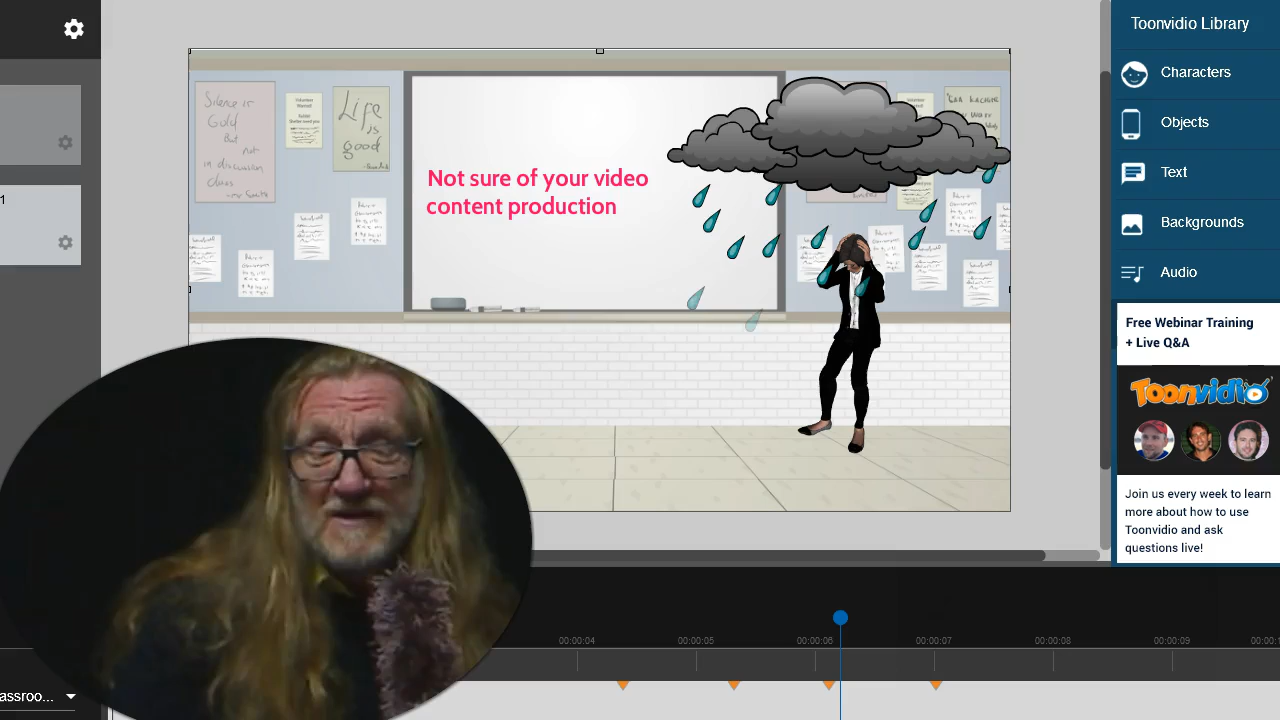 Toonvidio Library
Characters
Objects
Text
Backgrounds
Audio
Free Webinar Training
+ Live Q&A
Toonvidio
Join us every week to learn
more about how to use
Toonvidio and ask
questions live!
1
Silence is
Gold
But
not
in discussion
class
Volunteer
Wanted!
Life
is
good
Not sure of your video
content production
00:00:04
00:00:05
00:00:06
00:00:07
00:00:08
00:00:09
assroo...